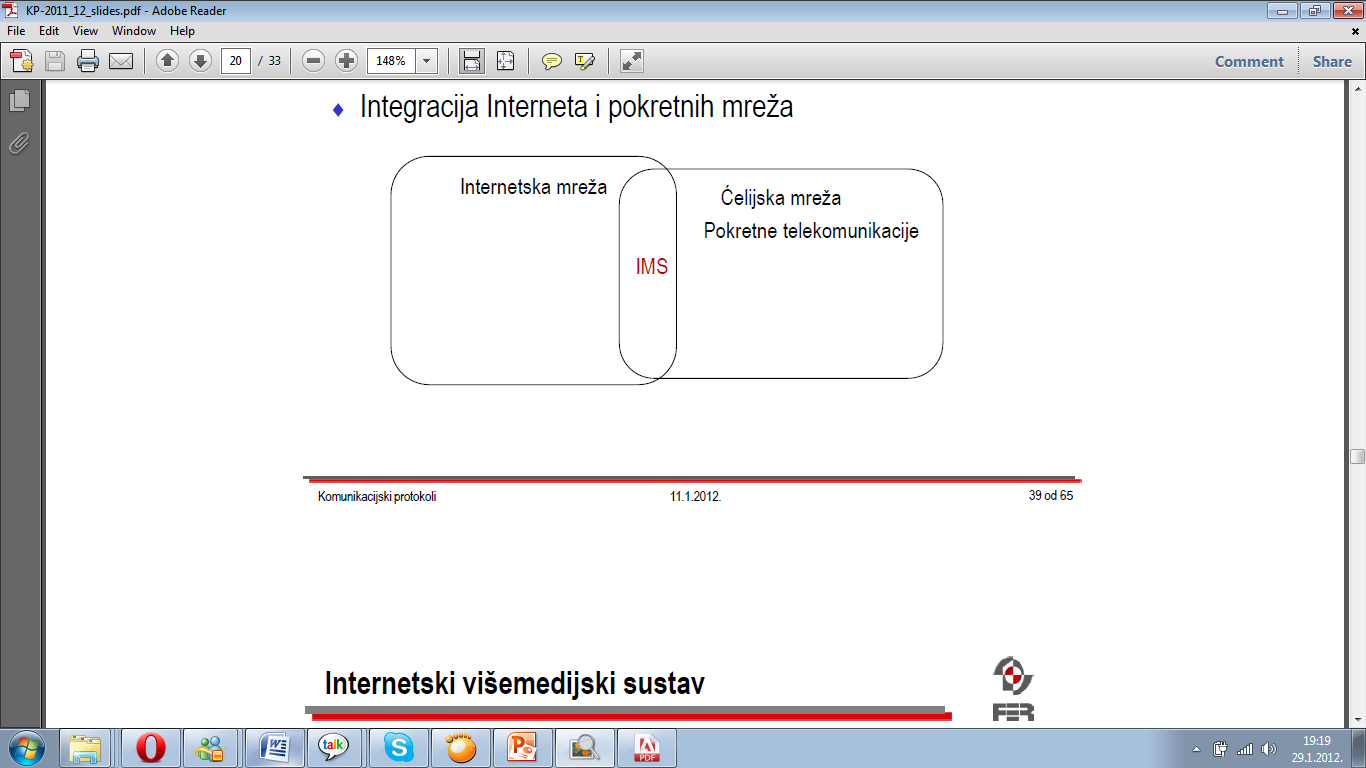 KP-2011_12_slides.pdf - Adobe Reader
File Edit View Window Help
20 / 33 148% Comment Share
Integracija Interneta i pokretnih mreža
Internetska mreža
Ćelijska mreža
Pokretne telekomunikacije
IMS
Komunikacijski protokoli 11.1.2012. 39 od 65
Internetski višemedijski sustav
FER
talk
PDF
19:19
29.1.2012.